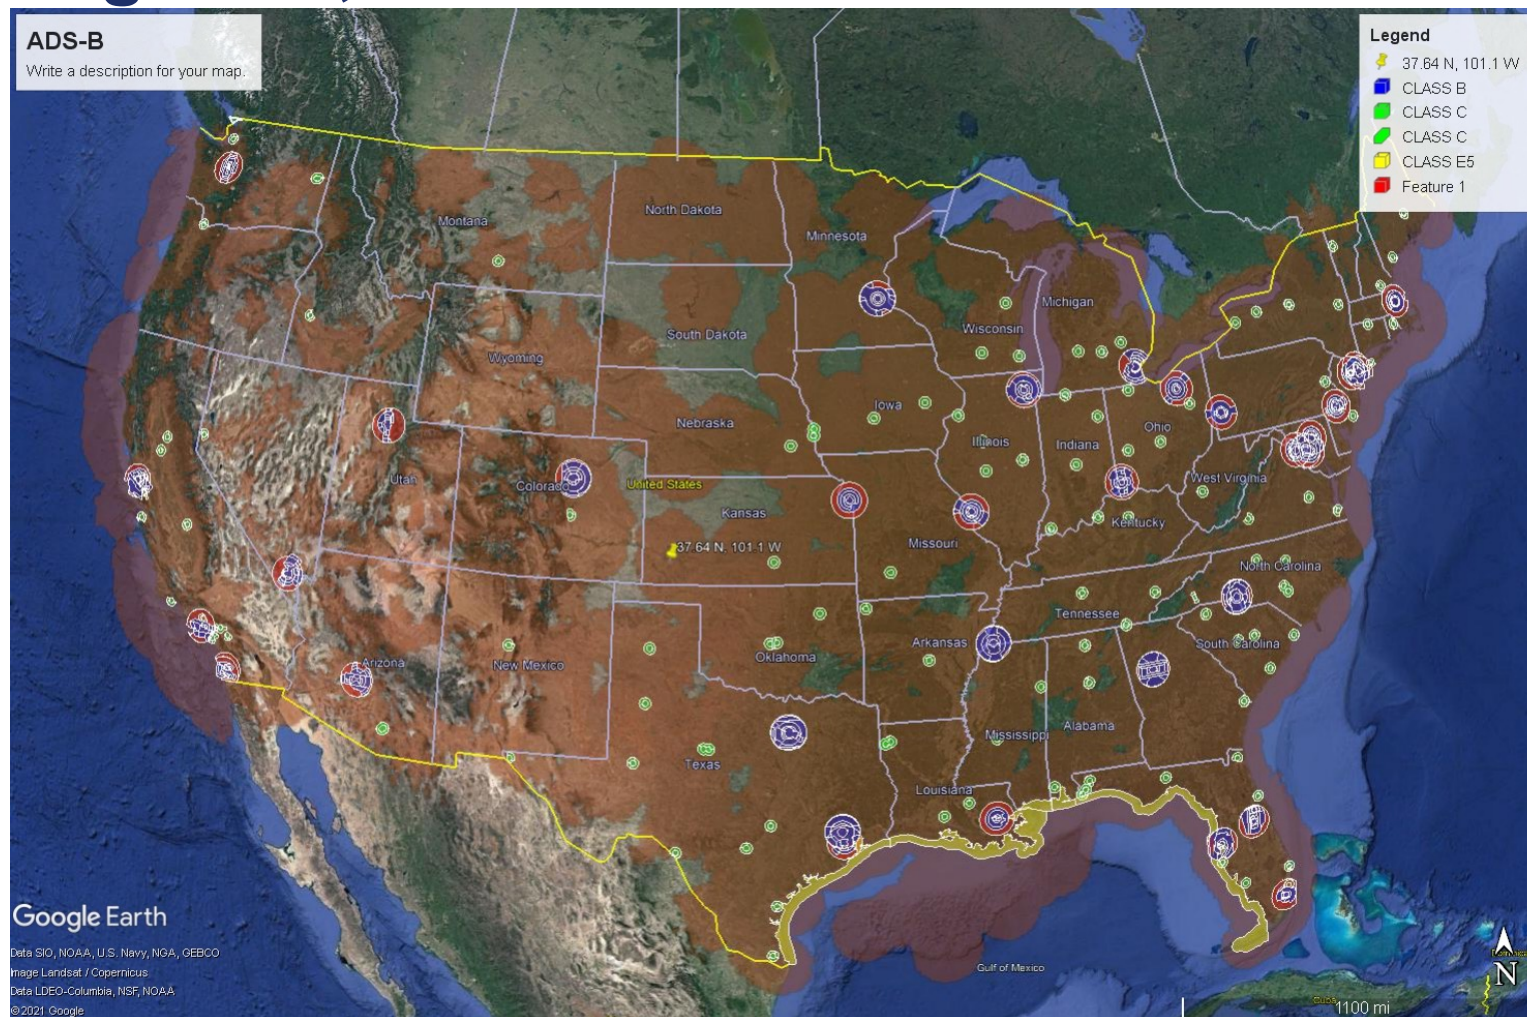 ADS-B
Write a description for your map.
Legend
37.64 N, 101.1 W
CLASS B
CLASS C
CLASS C
CLASS E5
Feature 1
North Dakota
Montana
Minnesota
Michigan
Wisconsin
South Dakota
Wyoming
Iowa
Nebraska
Ohio
Illinois
Indiana
Utah
Colorado
United States
West Virginia
Kansas
Kentucky
Missouri
37.64 N, 101.1 W
North Carolina
Tennessee
Arkansas
South Carolina
Oklahoma
Arizona
New Mexico
Alabama
Mississippi
Texas
Louisiana
Google Earth
Data SIO, NOAA, U.S. Navy, NGA, GEBCO
Image Landsat / Copernicus
Data LDEO-Columbia, NSF, NOAA
©2021 Google
Gulf of Mexico
N
Cuba
1100 mi